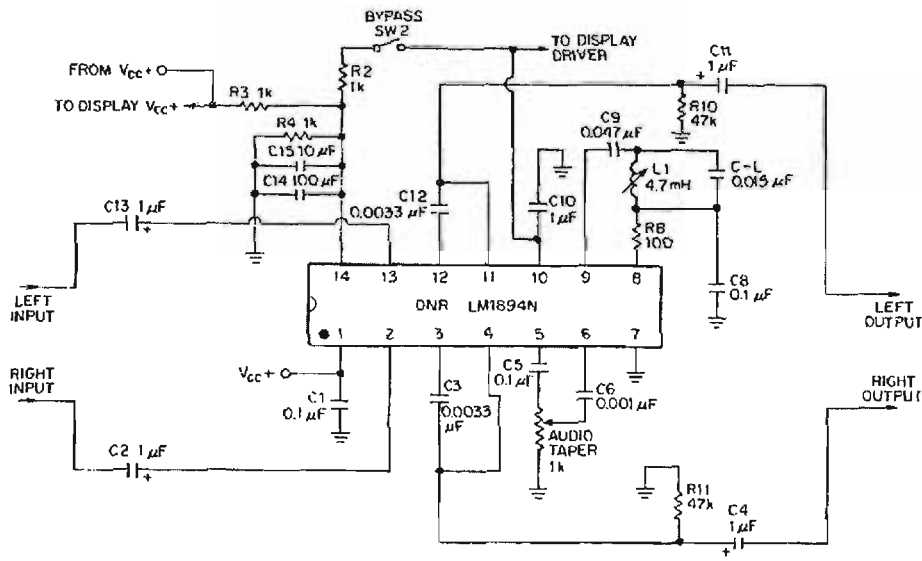 BYPASS
SW2
TO DISPLAY
DRIVER
FROM VCC+
TO DISPLAY VCC+
R3 1k
R2
1k
R4 1k
C15 10 µF
C14 100 µF
C13 1 µF
+
LEFT
INPUT
C12
0.0033
µF
C10
1µF
C9
0.047 µF
L1
4.7mH
C-L
0.015 µF
R8
100
C8
0.1 µF
R10
47k
C11
+ 1 µF
LEFT
OUTPUT
14 13 12 11 10 9 8
DNR LM1894N
1 2 3 4 5 6 7
RIGHT
INPUT
VCC+
C1
0.1 µF
C2 1 µF
+
C3
0.0033
µF
C5
0.1 µF
C6
0.001 µF
AUDIO
TAPER
1k
R11
47k
C4
1 µF
+
RIGHT
OUTPUT